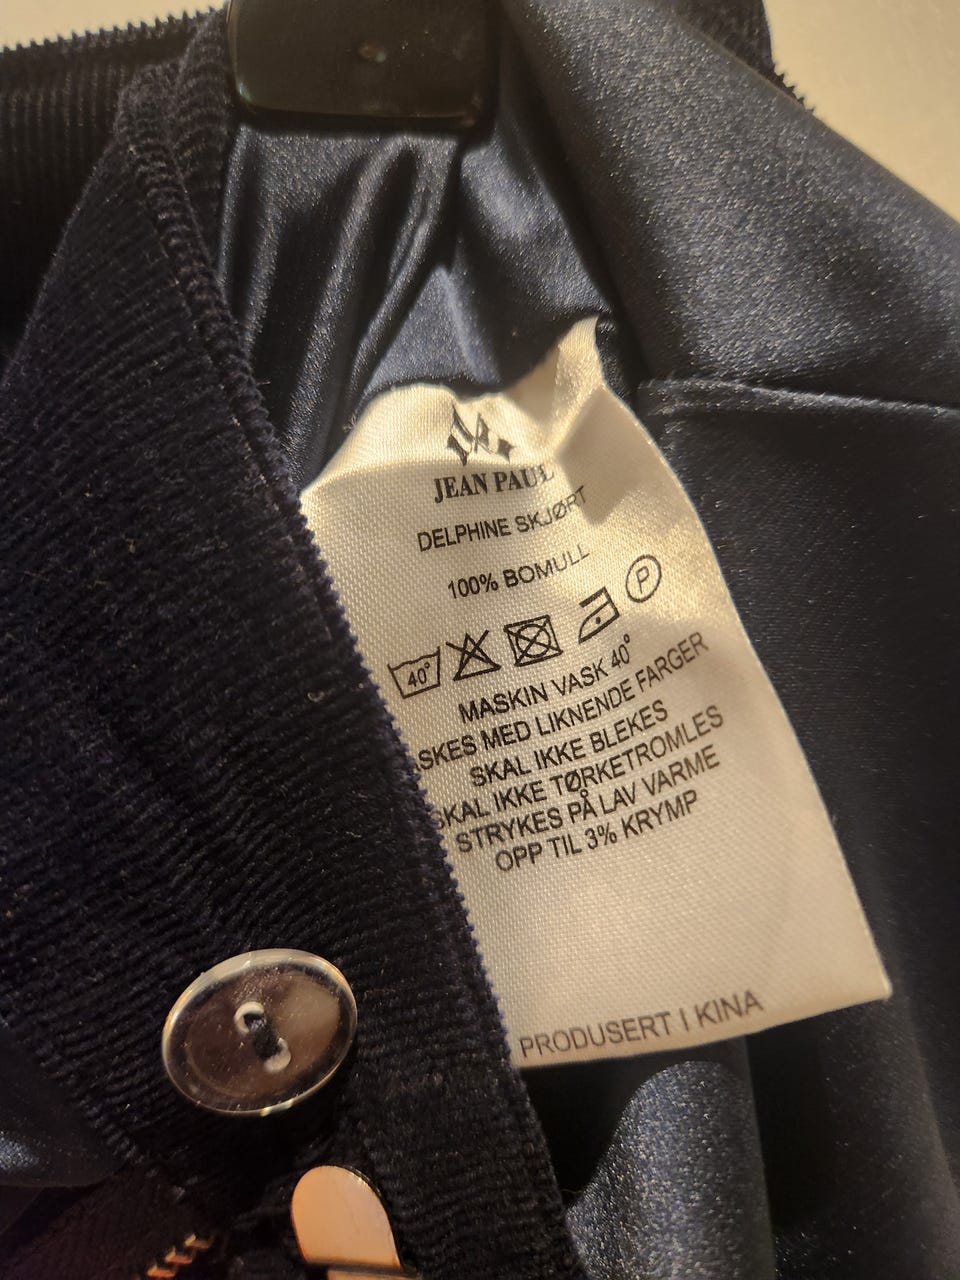 JEAN PAUL
DELPHINE SKJØRT
100% BOMULL
40° P
MASKIN VASK 40°
SKES MED LIKNENDE FARGER
SKAL IKKE BLEKES
SKAL IKKE TØRKETROMLES
STRYKES PÅ LAV VARME
OPP TIL 3% KRYMP
PRODUSERT I KINA